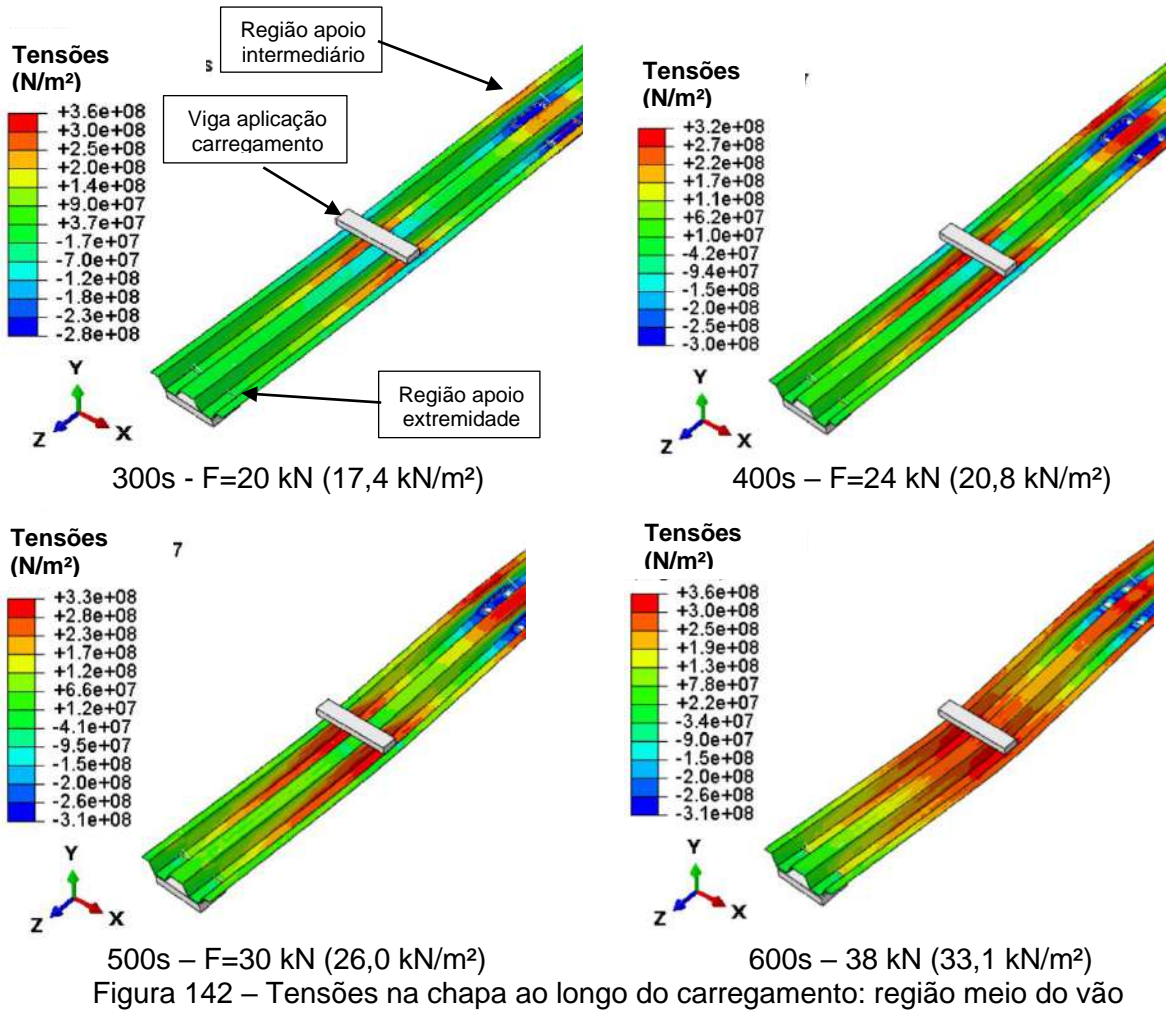 Tensões
(N/m²)
s
Região apoio
intermediário
Viga aplicação
carregamento
+3.6e+08
+3.0e+08
+2.5e+08
+2.0e+08
+1.4e+08
+9.0e+07
+3.7e+07
-1.7e+07
-7.0e+07
-1.2e+08
-1.8e+08
-2.3e+08
-2.8e+08
Y
Z
X
Região apoio
extremidade
300s - F=20 kN (17,4 kN/m²)
Tensões
(N/m²)
+3.2e+08
+2.7e+08
+2.2e+08
+1.7e+08
+1.1e+08
+6.2e+07
+1.0e+07
-4.2e+07
-9.4e+07
-1.5e+08
-2.0e+08
-2.5e+08
-3.0e+08
Y
Z
X
400s – F=24 kN (20,8 kN/m²)
Tensões
(N/m²)
7
+3.3e+08
+2.8e+08
+2.3e+08
+1.7e+08
+1.2e+08
+6.6e+07
+1.2e+07
-4.1e+07
-9.5e+07
-1.5e+08
-2.0e+08
-2.6e+08
-3.1e+08
Y
Z
X
500s – F=30 kN (26,0 kN/m²)
Tensões
(N/m²)
+3.6e+08
+3.0e+08
+2.5e+08
+1.9e+08
+1.3e+08
+7.8e+07
+2.2e+07
-3.4e+07
-9.0e+07
-1.5e+08
-2.0e+08
-2.6e+08
-3.1e+08
Y
Z
X
600s – 38 kN (33,1 kN/m²)
Figura 142 – Tensões na chapa ao longo do carregamento: região meio do vão